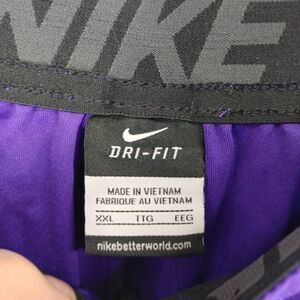 NIKE
DRI-FIT
MADE IN VIETNAM
FABRIQUE AU VIETNAM
XXL TTG EEG
nikebetterworld.com